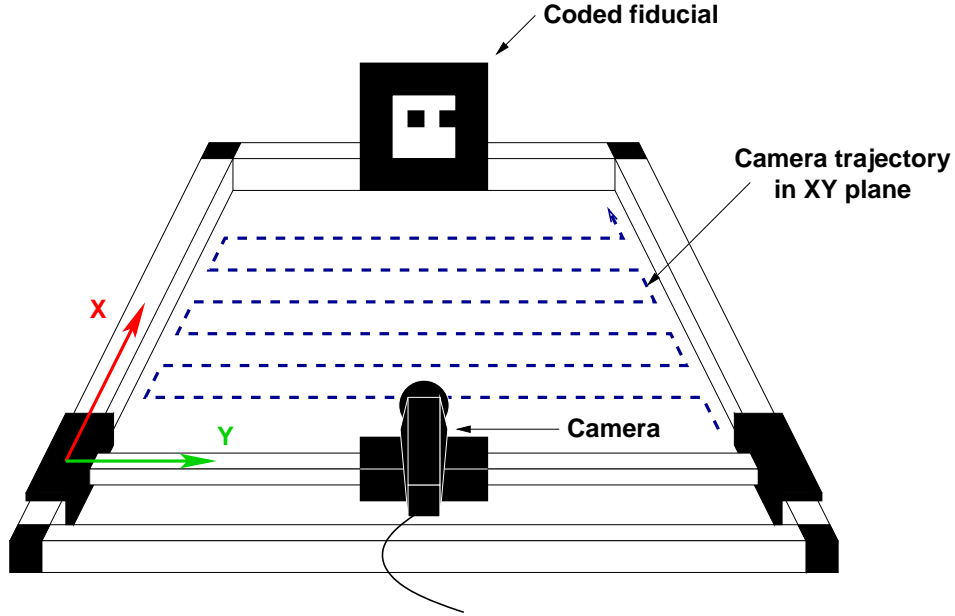 Coded fiducial
Camera trajectory
in XY plane
X
Y
Camera